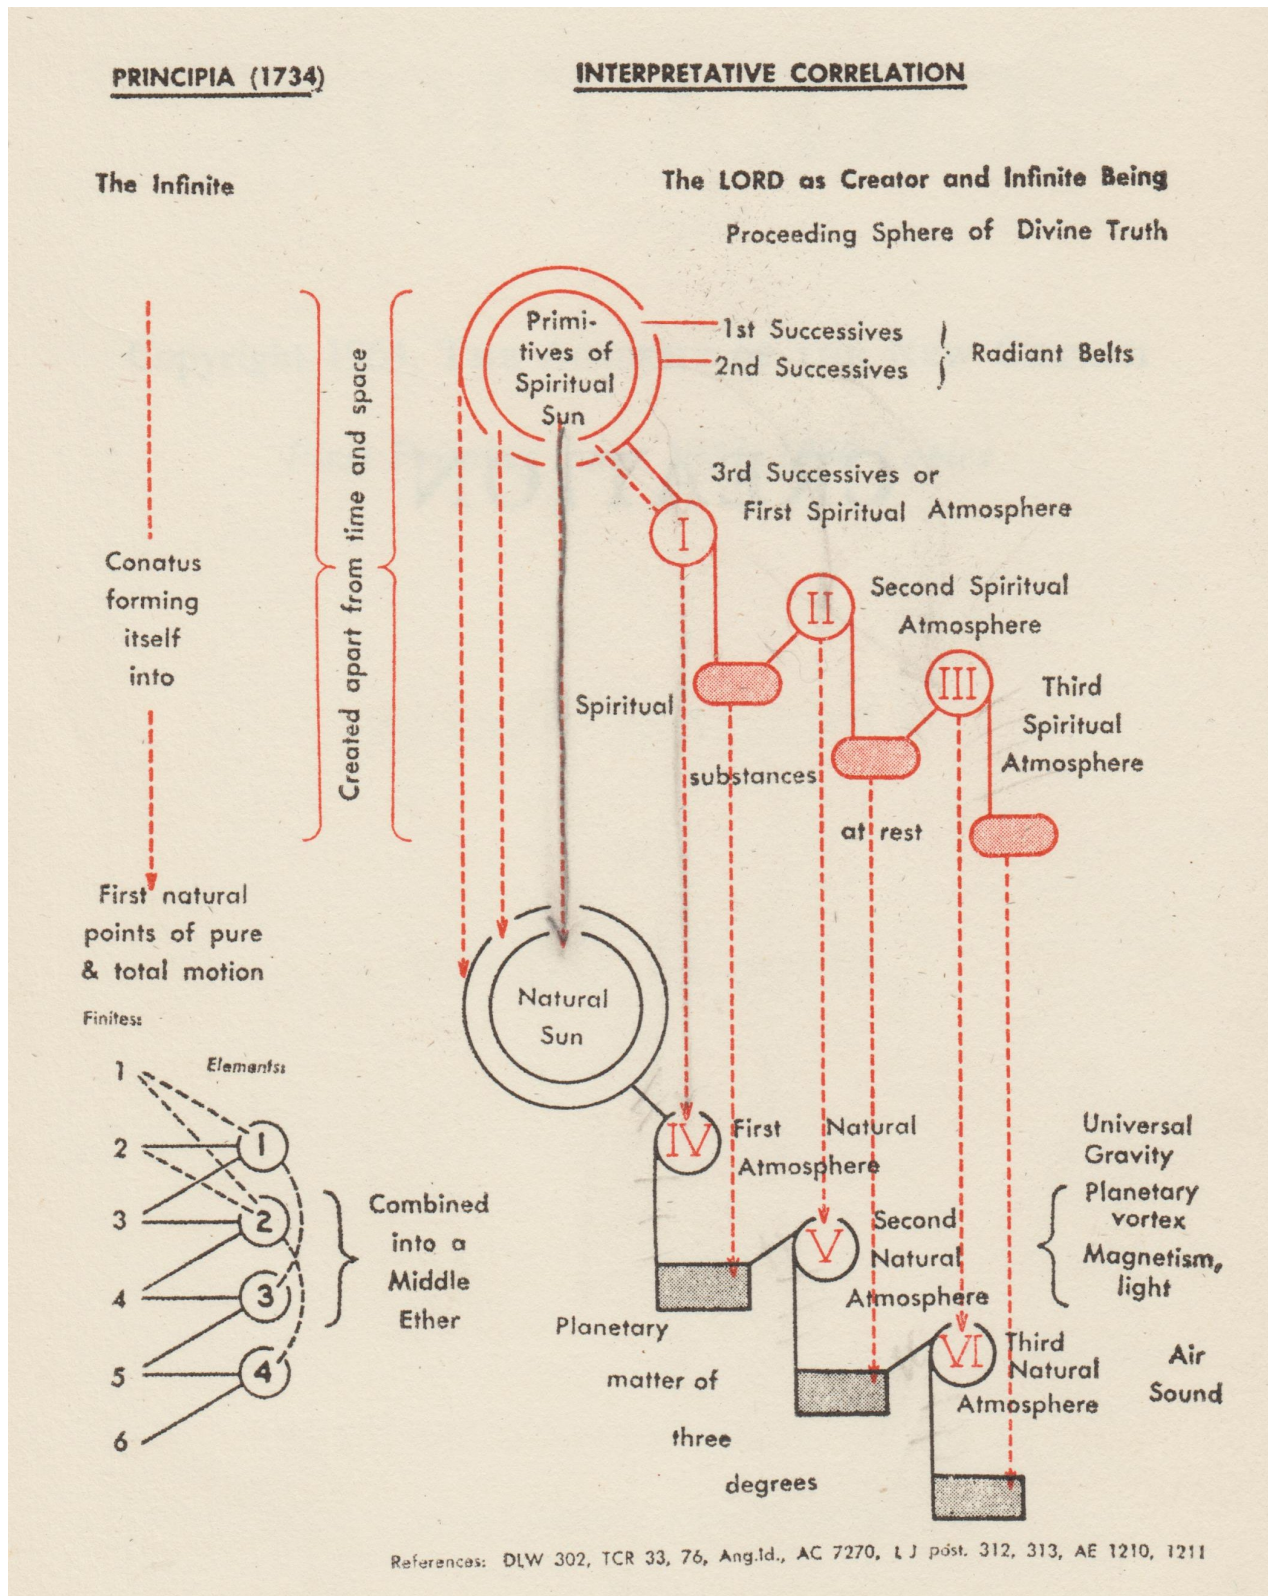 PRINCIPIA (1734)
INTERPRETATIVE CORRELATION
The Infinite
The LORD as Creator and Infinite Being
Proceeding Sphere of Divine Truth
Created apart from time and space
Primi-
tives of
Spiritual
Sun
1st Successives
2nd Successives
Radiant Belts
3rd Successives or
First Spiritual Atmosphere
I
Conatus
forming
itself
into
II
Second Spiritual
Atmosphere
III
Third
Spiritual
Atmosphere
Spiritual
substances
at rest
First natural
points of pure
& total motion
Natural
Sun
Finites:
Elements:
1
2
3
4
5
6
1
2
3
4
Combined
into a
Middle
Ether
IV
First Natural
Atmosphere
Universal
Gravity
V
Second
Natural
Atmosphere
Planetary
vortex
Magnetism,
light
Planetary
matter of
three
degrees
VI
Third
Natural
Atmosphere
Air
Sound
References: DLW 302, TCR 33, 76, Ang.Id., AC 7270, L J post. 312, 313, AE 1210, 1211